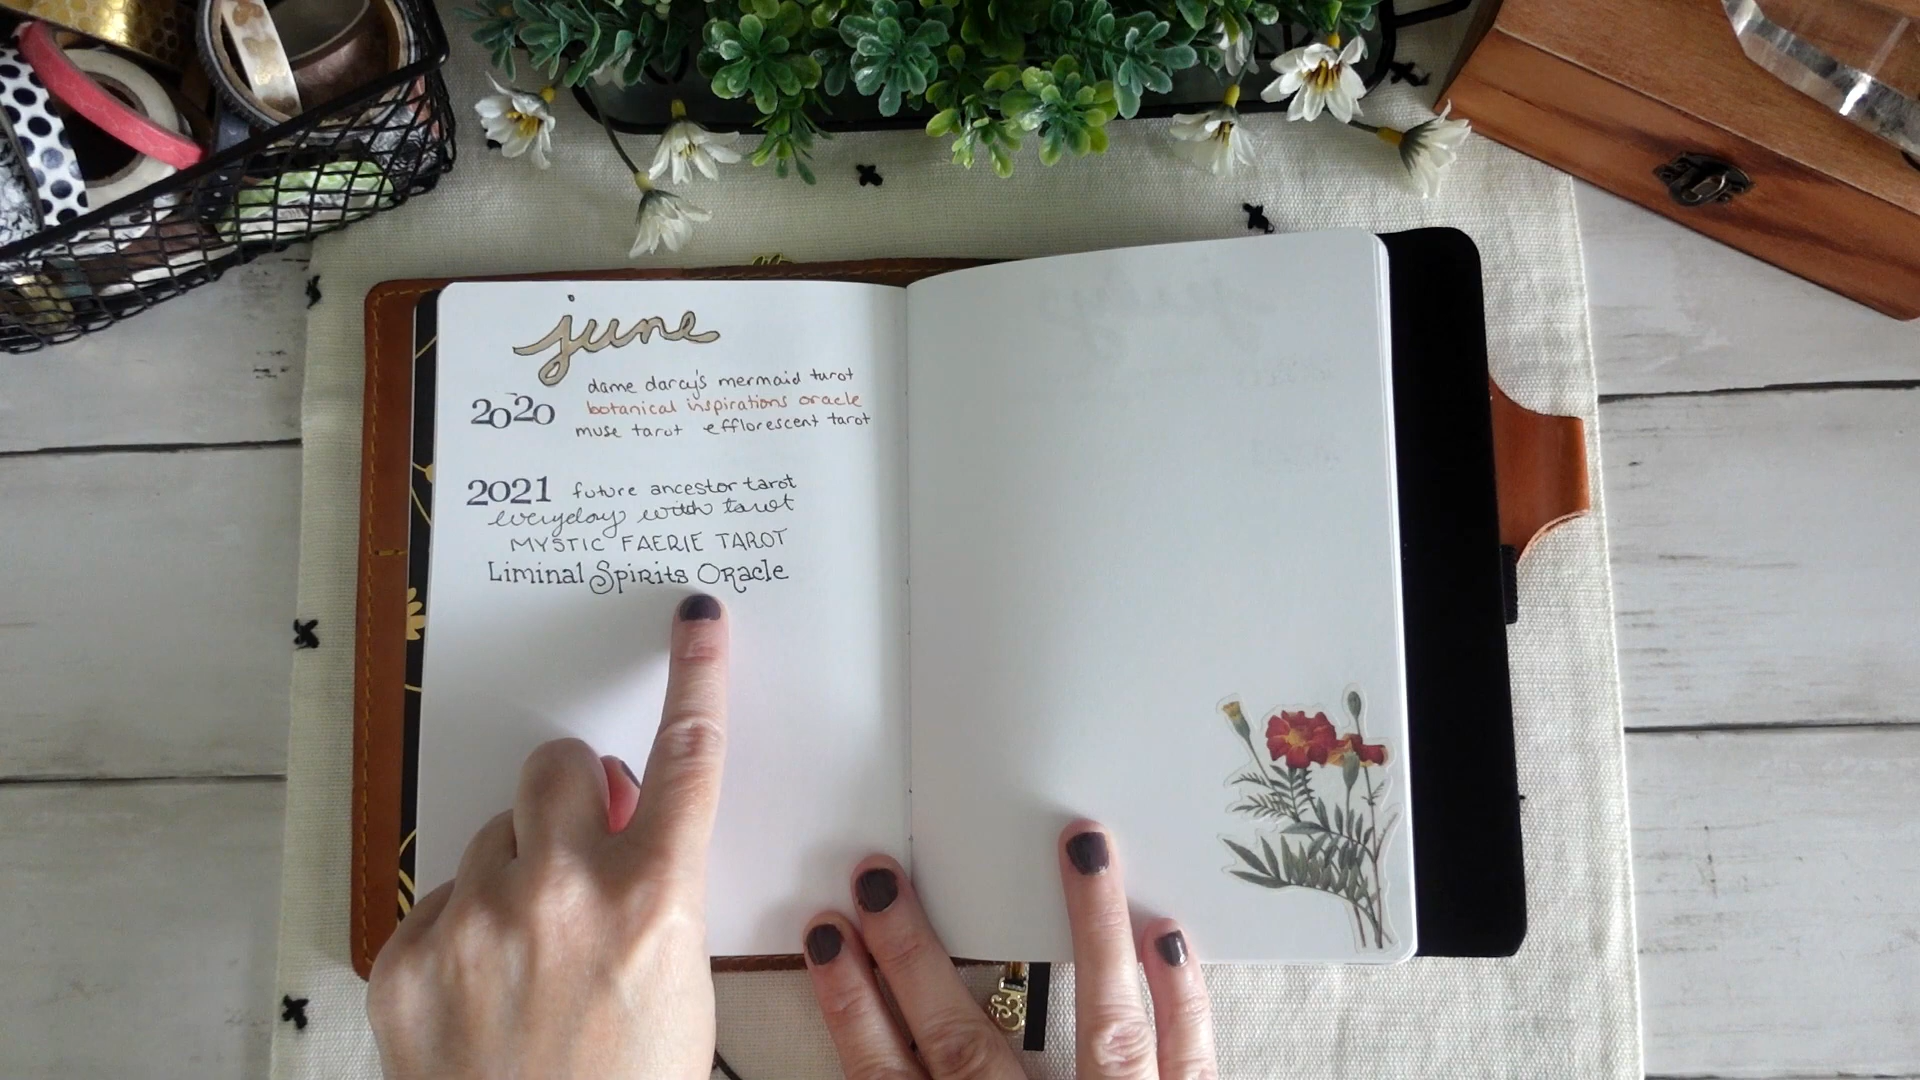 june
2020 dame darcy's mermaid tarot
botanical inspirations oracle
muse tarot efflorescent tarot
2021 future ancestor tarot
everyday witch tarot
MYSTIC FAERIE TAROT
Liminal Spirits Oracle